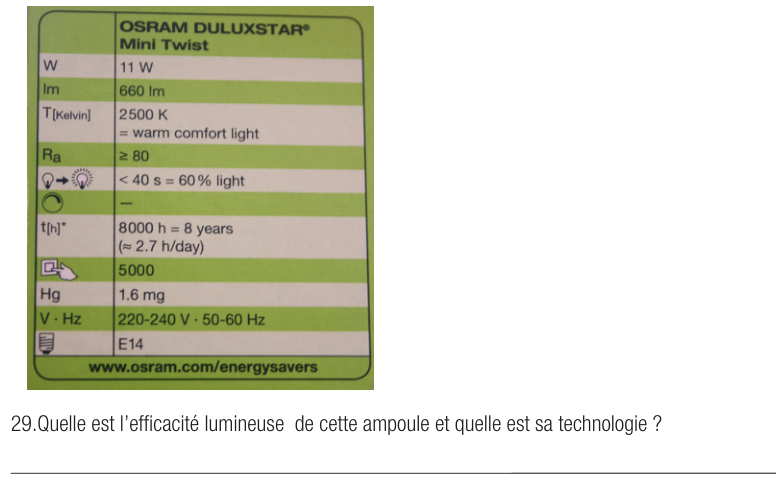 OSRAM DULUXSTAR®
Mini Twist
W 11 W
lm 660 lm
T[Kelvin] 2500 K
= warm comfort light
Ra ≥ 80
< 40 s = 60% light
–
t[h]* 8000 h = 8 years
(≈ 2.7 h/day)
5000
Hg 1.6 mg
V · Hz 220-240 V · 50-60 Hz
E14
www.osram.com/energysavers
29.Quelle est l’efficacité lumineuse de cette ampoule et quelle est sa technologie ?